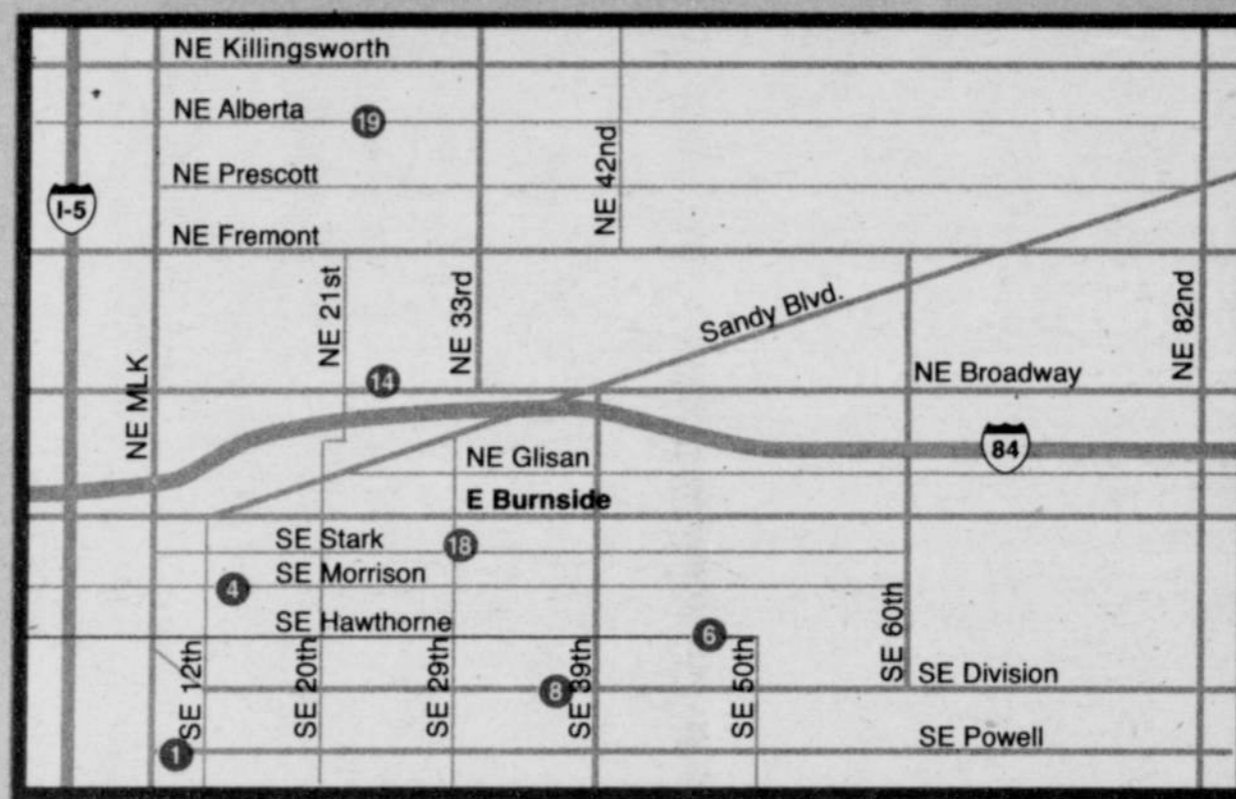 NE Killingsworth
NE Alberta
19
NE Prescott
NE 42nd
I-5
NE Fremont
NE 21st
NE 33rd
Sandy Blvd.
NE 82nd
NE MLK
14
NE Broadway
NE Glisan
84
E Burnside
SE Stark
18
SE Morrison
4
SE Hawthorne
6
SE 12th
SE 20th
SE 29th
8
SE 39th
SE 50th
SE 60th
SE Division
1
SE Powell